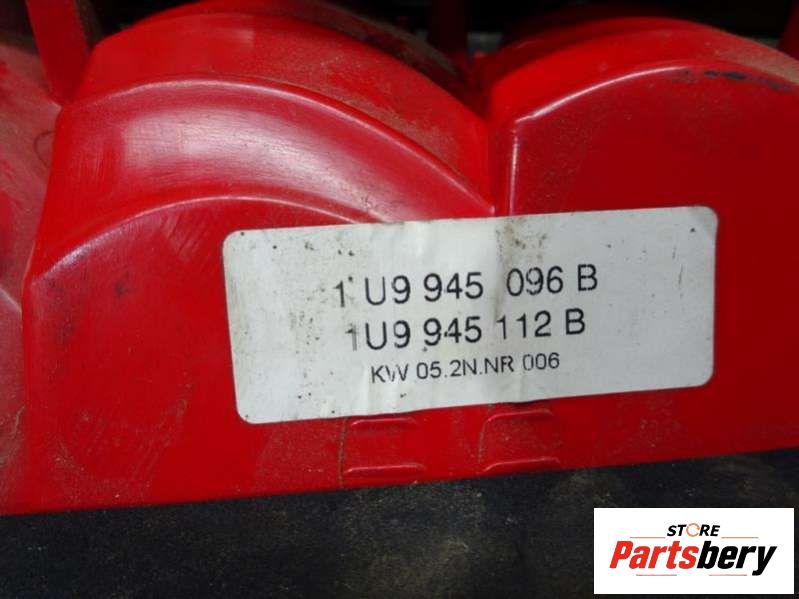 1 U9 945 096 B
1U9 945 112 B
KW 05.2N.NR 006
STORE
Partsbery